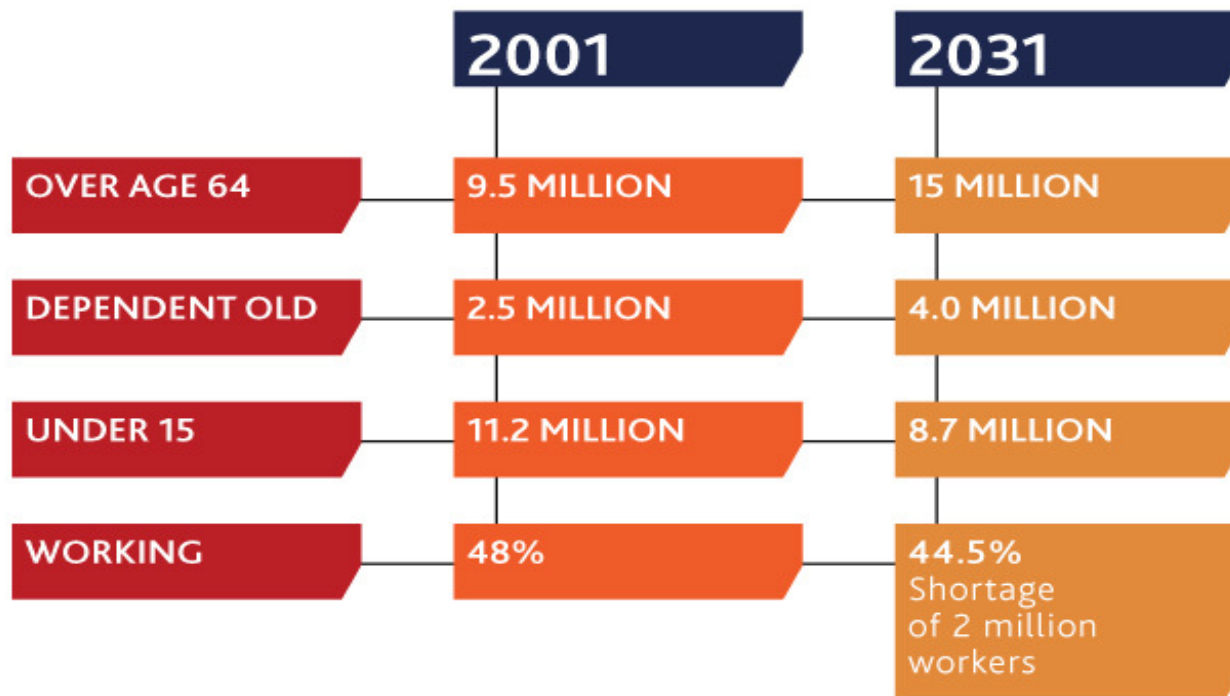 2001
2031
OVER AGE 64
9.5 MILLION
15 MILLION
DEPENDENT OLD
2.5 MILLION
4.0 MILLION
UNDER 15
11.2 MILLION
8.7 MILLION
WORKING
48%
44.5%
Shortage
of 2 million
workers